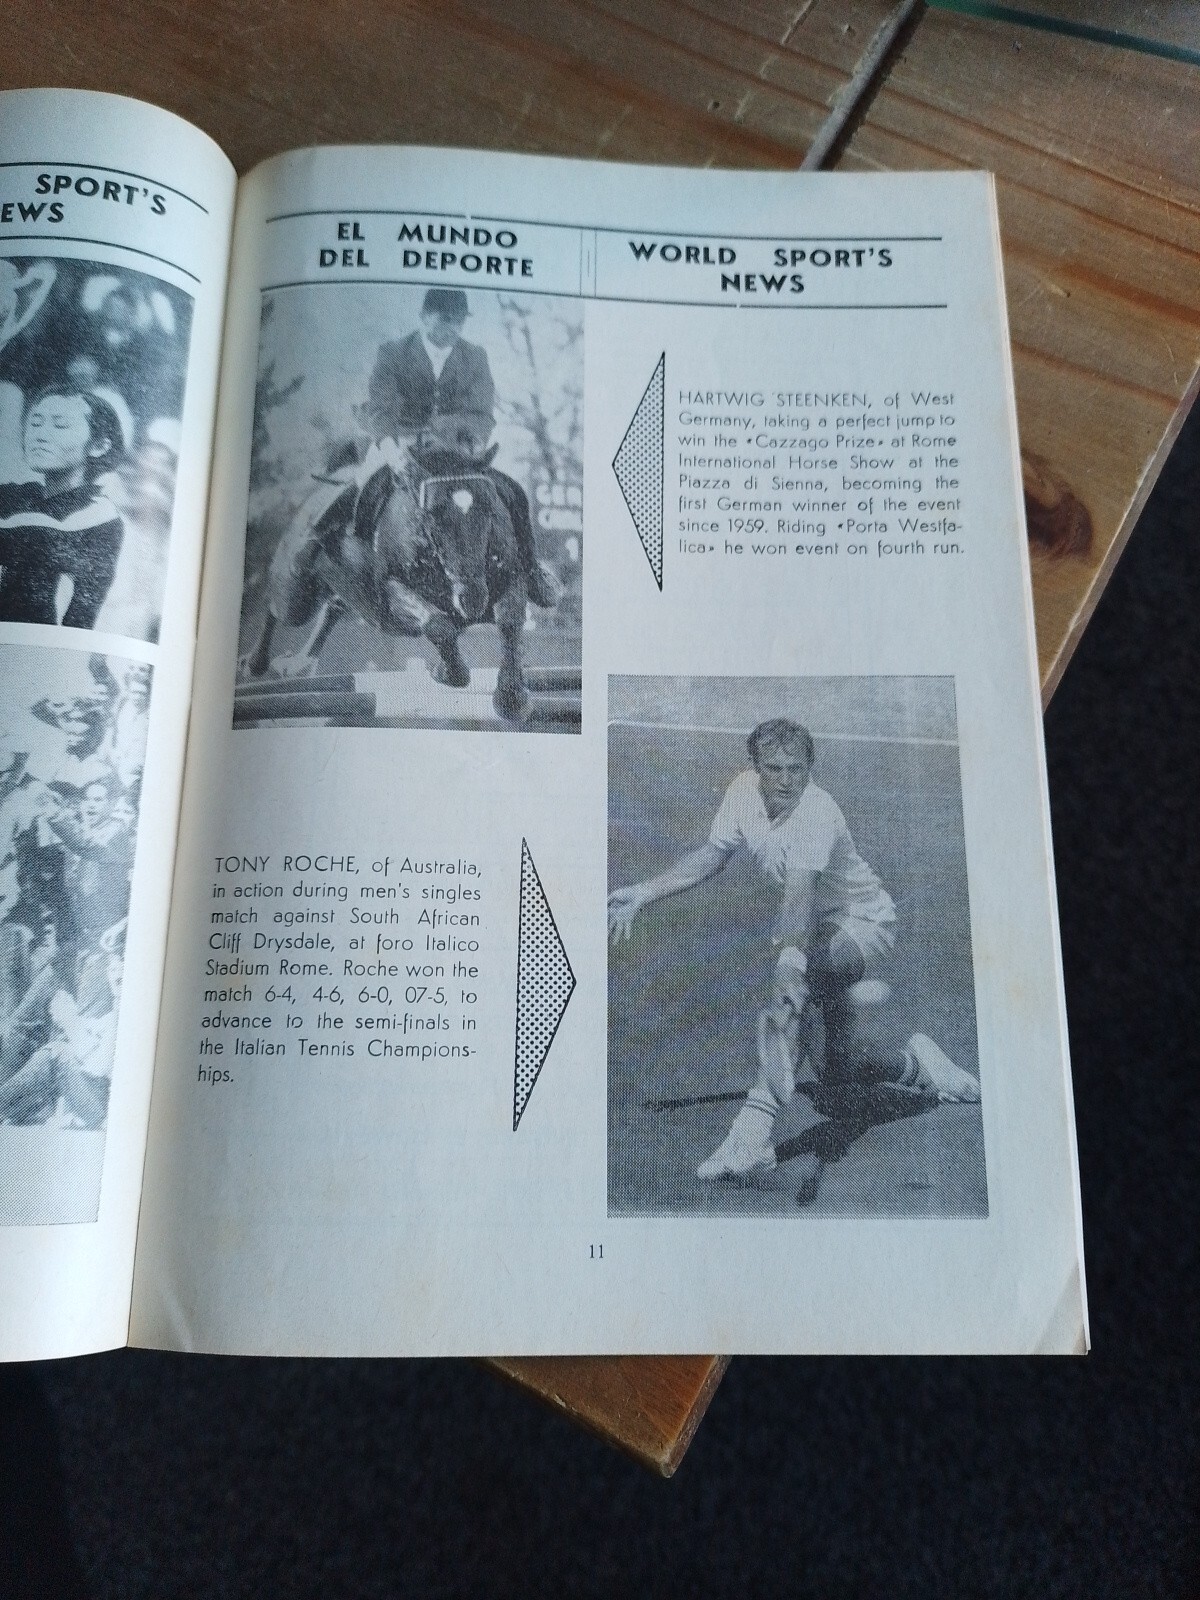 SPORT'S
EWS
EL MUNDO
DEL DEPORTE
WORLD SPORT'S
NEWS
HARTWIG STEENKEN, of West
Germany, taking a perfect jump to
win the «Cazzago Prize» at Rome
International Horse Show at the
Piazza di Sienna, becoming the
first German winner of the event
since 1959. Riding «Porta Westfa-
lica» he won event on fourth run.
TONY ROCHE, of Australia,
in action during men's singles
match against South African
Cliff Drysdale, at foro Italico
Stadium Rome. Roche won the
match 6-4, 4-6, 6-0, 07-5, to
advance to the semi-finals in
the Italian Tennis Champions-
hips.
11